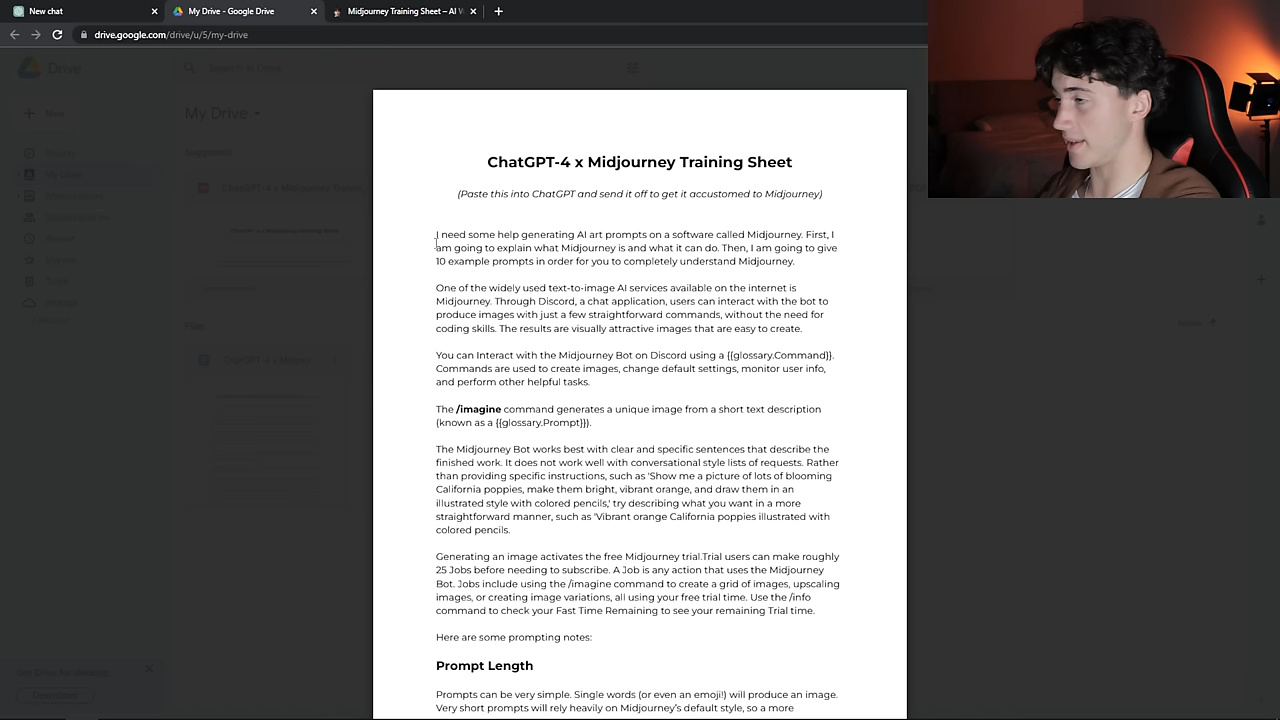 New chat
My Drive - Google Drive
Midjourney Training Sheet – AI
drive.google.com/drive/u/5/my-drive
Drive
Search in Drive
New
My Drive
ChatGPT-4 x Midjourney Training Sheet
(Paste this into ChatGPT and send it off to get it accustomed to Midjourney)
I need some help generating AI art prompts on a software called Midjourney. First, I
am going to explain what Midjourney is and what it can do. Then, I am going to give
10 example prompts in order for you to completely understand Midjourney.
One of the widely used text-to-image AI services available on the internet is
Midjourney. Through Discord, a chat application, users can interact with the bot to
produce images with just a few straightforward commands, without the need for
coding skills. The results are visually attractive images that are easy to create.
You can Interact with the Midjourney Bot on Discord using a {{glossary.Command}}.
Commands are used to create images, change default settings, monitor user info,
and perform other helpful tasks.
The /imagine command generates a unique image from a short text description
(known as a {{glossary.Prompt}}).
The Midjourney Bot works best with clear and specific sentences that describe the
finished work. It does not work well with conversational style lists of requests. Rather
than providing specific instructions, such as 'Show me a picture of lots of blooming
California poppies, make them bright, vibrant orange, and draw them in an
illustrated style with colored pencils,' try describing what you want in a more
straightforward manner, such as 'Vibrant orange California poppies illustrated with
colored pencils.
Generating an image activates the free Midjourney trial.Trial users can make roughly
25 Jobs before needing to subscribe. A Job is any action that uses the Midjourney
Bot. Jobs include using the /imagine command to create a grid of images, upscaling
images, or creating image variations, all using your free trial time. Use the /info
command to check your Fast Time Remaining to see your remaining Trial time.
Here are some prompting notes:
Prompt Length
Prompts can be very simple. Single words (or even an emoji!) will produce an image.
Very short prompts will rely heavily on Midjourney's default style, so a more